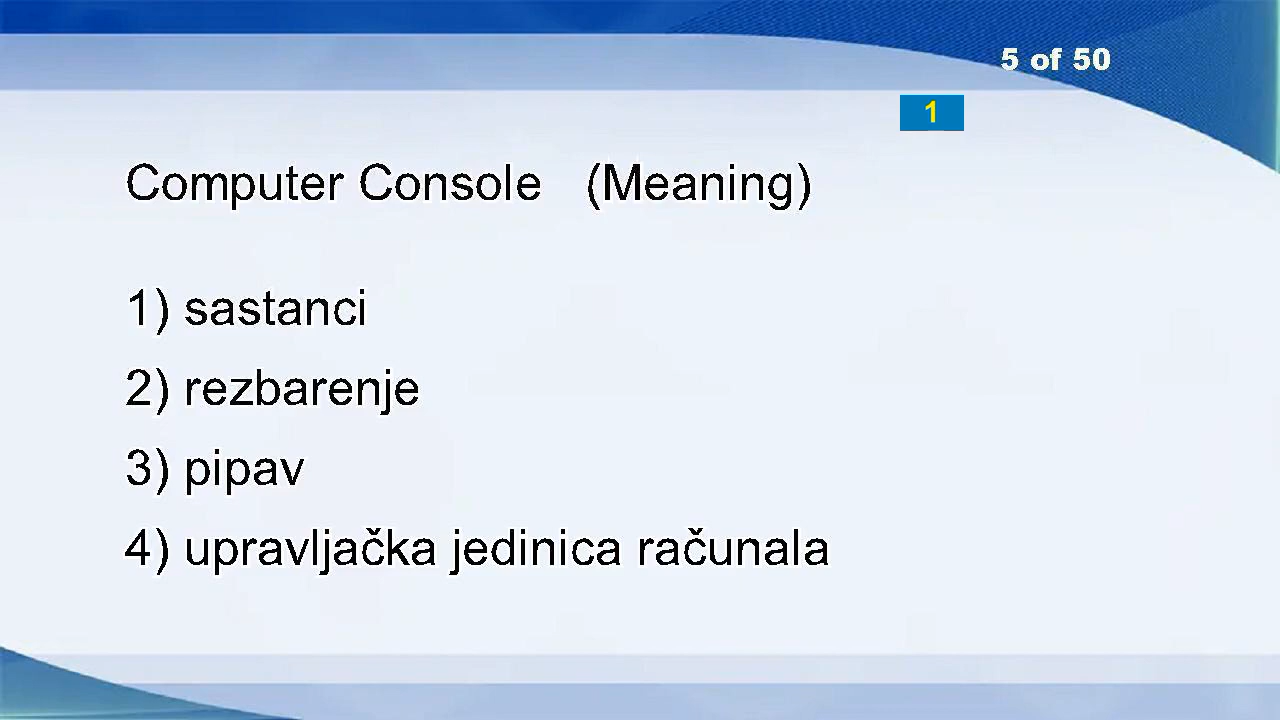 5 of 50
1
Computer Console (Meaning)
1) sastanci
2) rezbarenje
3) pipav
4) upravljačka jedinica računala